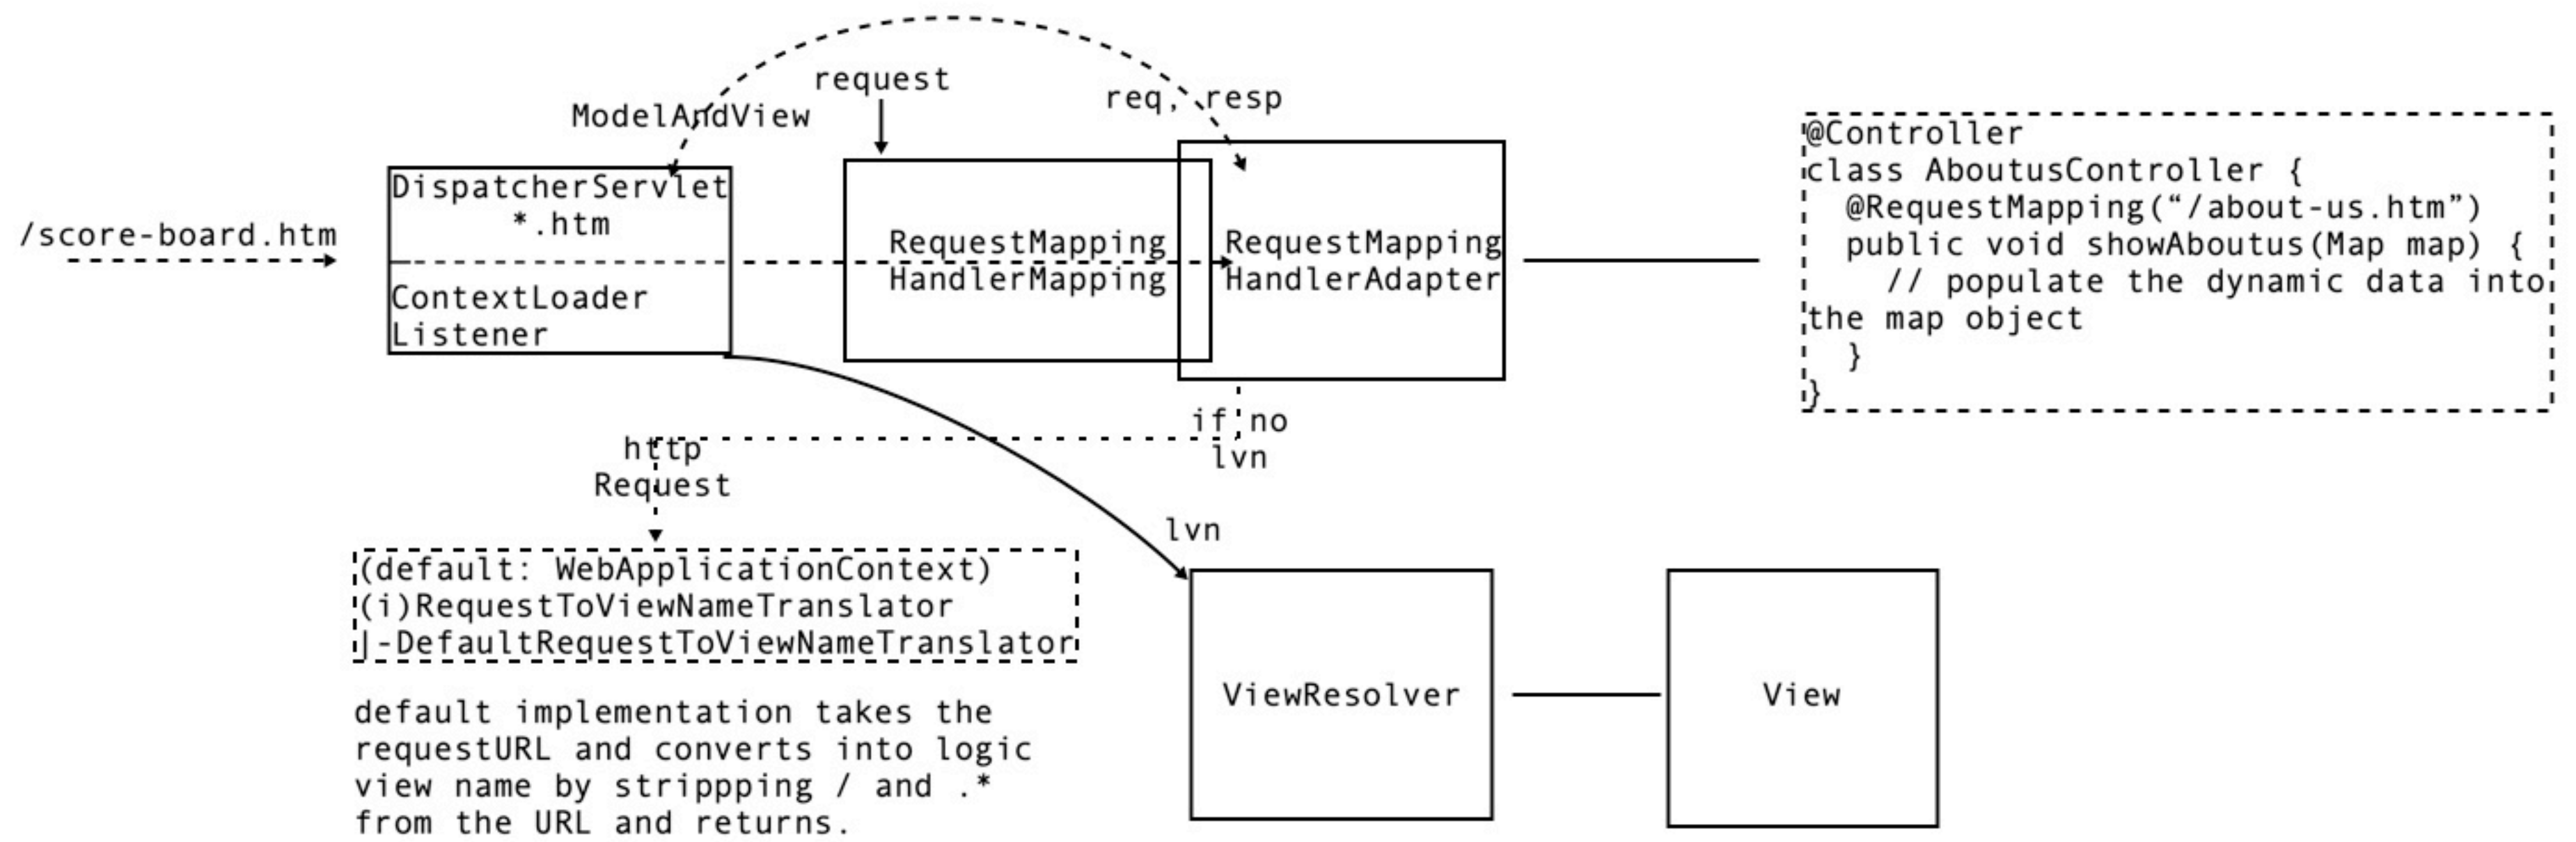 request
ModelAndView
req, resp
/score-board.htm
DispatcherServlet
*.htm
ContextLoader
Listener
RequestMapping
HandlerMapping
RequestMapping
HandlerAdapter
@Controller
class AboutusController {
@RequestMapping(“/about-us.htm”)
public void showAboutus(Map map) {
// populate the dynamic data into
the map object
}
}
if no
lvn
http
Request
lvn
(default: WebApplicationContext)
(i)RequestToViewNameTranslator
|-DefaultRequestToViewNameTranslator
default implementation takes the
requestURL and converts into logic
view name by strippping / and .*
from the URL and returns.
ViewResolver
View